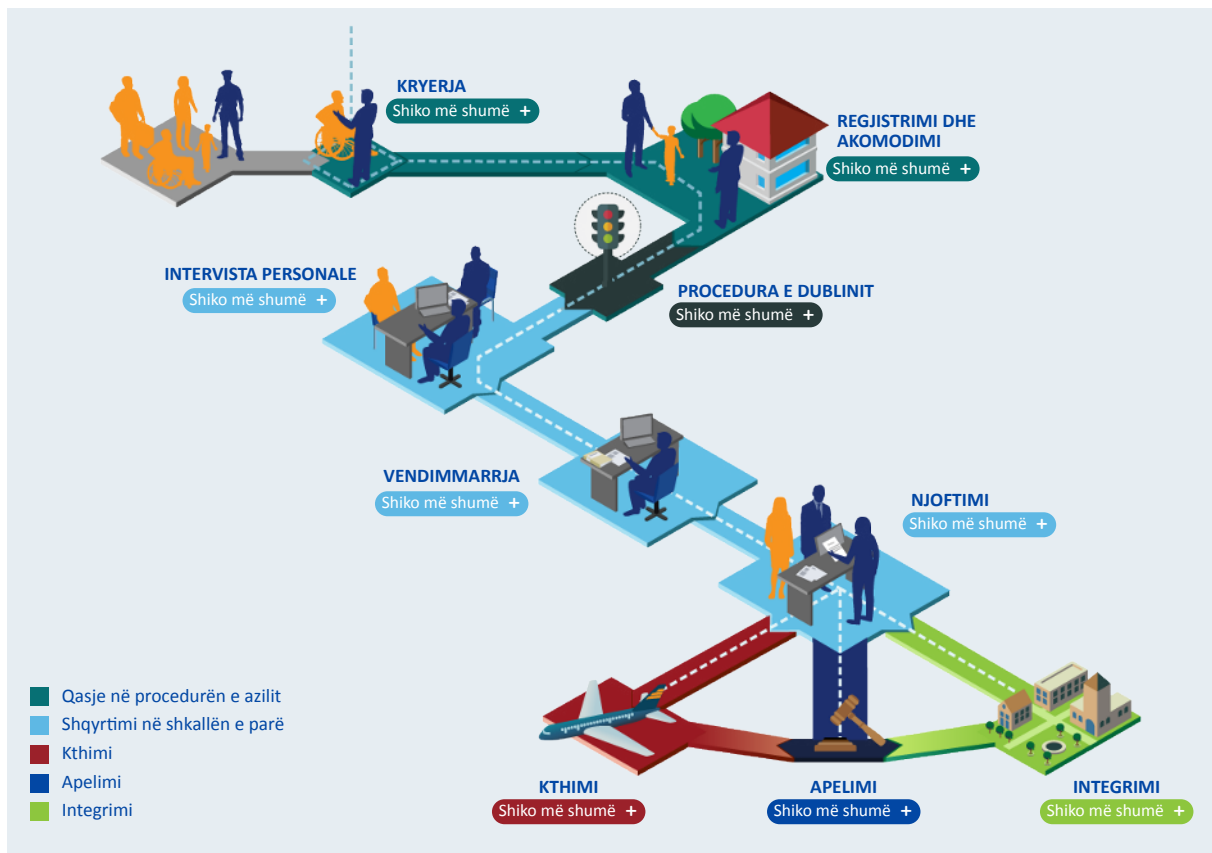 KRYERJA
Shiko më shumë +
REGJISTRIMI DHE
AKOMODIMI
Shiko më shumë +
INTERVISTA PERSONALE
Shiko më shumë +
PROCEDURA E DUBLINIT
Shiko më shumë +
VENDIMMARRJA
Shiko më shumë +
NJOFTIMI
Shiko më shumë +
Qasje në procedurën e azilit
Shqyrtimi në shkallën e parë
Kthimi
Apelimi
Integrimi
KTHIMI
Shiko më shumë +
APELIMI
Shiko më shumë +
INTEGRIMI
Shiko më shumë +